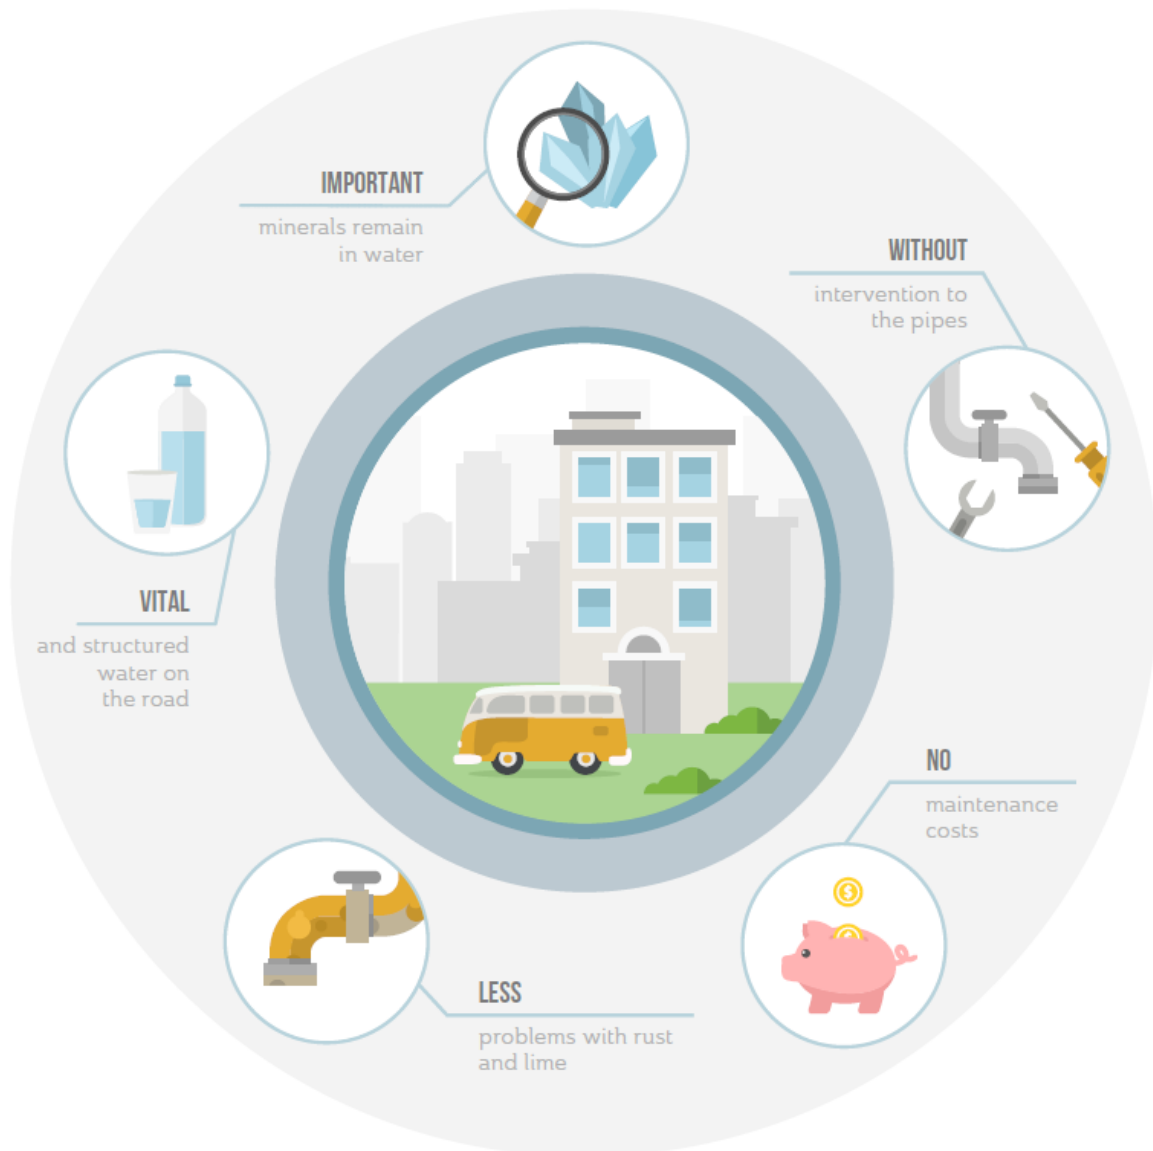 IMPORTANT
minerals remain
in water
WITHOUT
intervention to
the pipes
VITAL
and structured
water on
the road
NO
maintenance
costs
LESS
problems with rust
and lime
$